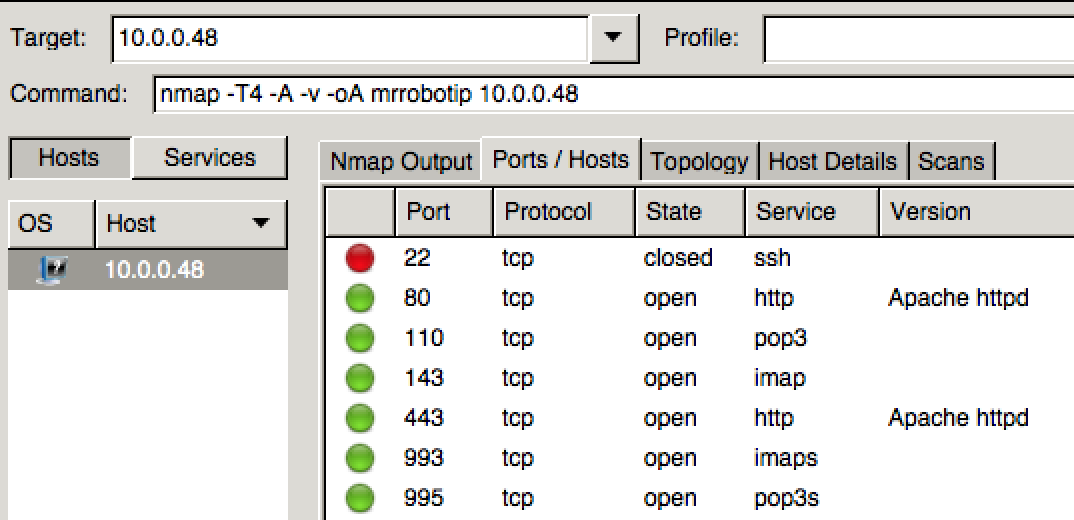 Target: 10.0.0.48 Profile:
Command: nmap -T4 -A -v -oA mrrobotip 10.0.0.48
Hosts Services
Nmap Output Ports / Hosts Topology Host Details Scans
OS Host
10.0.0.48
Port Protocol State Service Version
22 tcp closed ssh
80 tcp open http Apache httpd
110 tcp open pop3
143 tcp open imap
443 tcp open http Apache httpd
993 tcp open imaps
995 tcp open pop3s